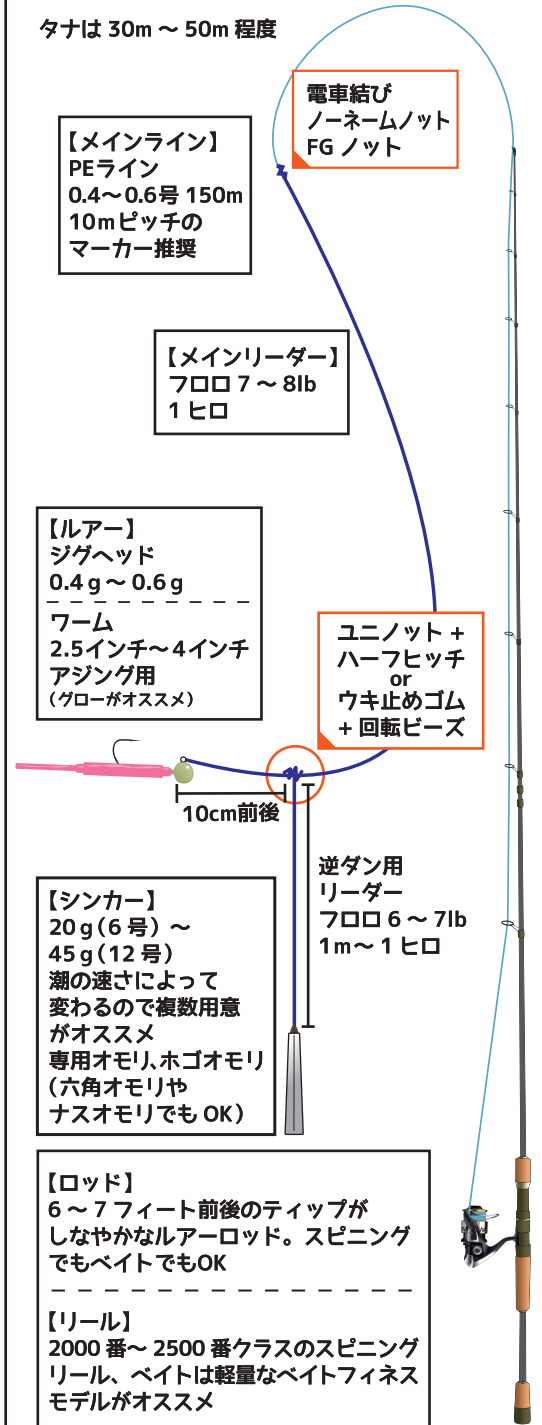 タナは 30m ～ 50m 程度
電車結び
ノーネームノット
FG ノット
【メインライン】
PEライン
0.4～0.6号 150m
10mピッチの
マーカー推奨
【メインリーダー】
フロロ 7 ～ 8lb
1 ヒロ
【ルアー】
ジグヘッド
0.4 g ～ 0.6 g
ワーム
2.5インチ～4インチ
アジング用
（グローがオススメ）
ユニノット +
ハーフヒッチ
or
ウキ止めゴム
+ 回転ビーズ
10cm前後
逆ダン用
リーダー
フロロ 6 ～ 7lb
1m～ 1 ヒロ
【シンカー】
20 g（6 号）～
45 g（12 号）
潮の速さによって
変わるので複数用意
がオススメ
専用オモリ、ホゴオモリ
（六角オモリや
ナスオモリでも OK）
【ロッド】
6 ～ 7 フィート前後のティップが
しなやかなルアーロッド。スピニング
でもベイトでもOK
【リール】
2000 番～ 2500 番クラスのスピニング
リール、ベイトは軽量なベイトフィネス
モデルがオススメ